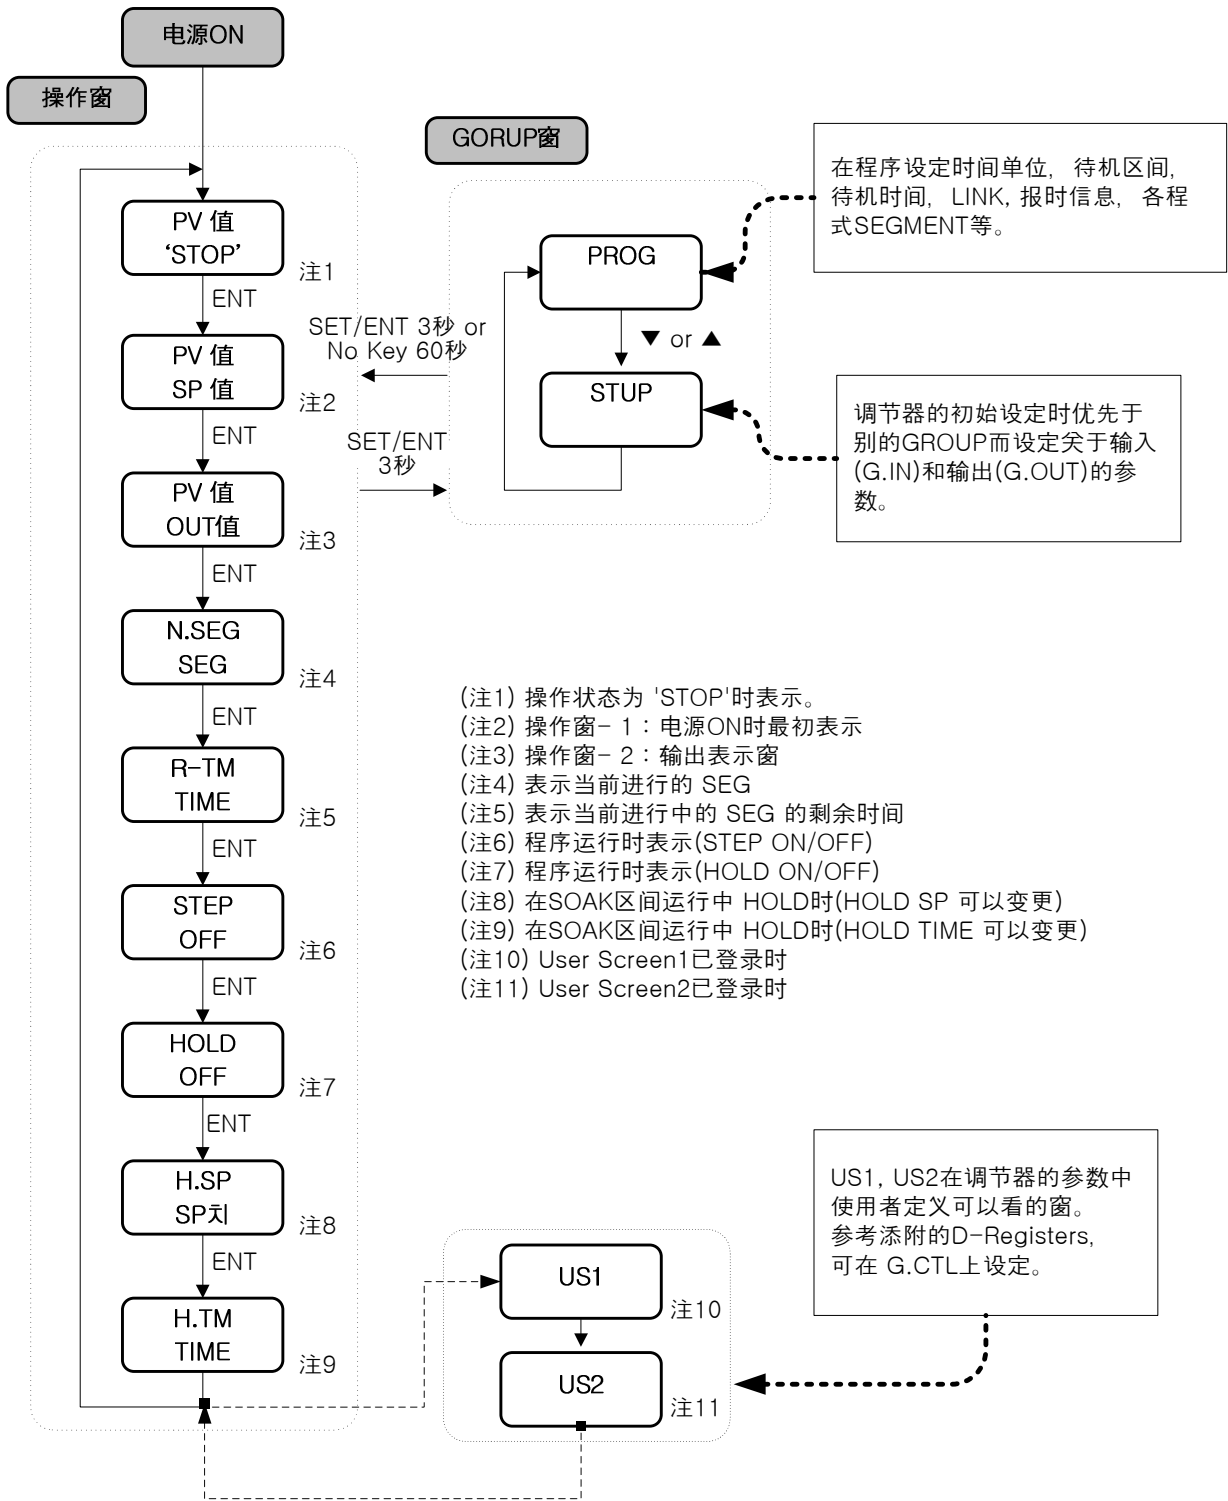 电源ON
操作窗
GORUP窗
PV 值
‘STOP’
注1
ENT
PV 值
SP 值
注2
ENT
PV 值
OUT值
注3
ENT
N.SEG
SEG
注4
ENT
R-TM
TIME
注5
ENT
STEP
OFF
注6
ENT
HOLD
OFF
注7
ENT
H.SP
SP치
注8
ENT
H.TM
TIME
注9
SET/ENT 3秒 or
No Key 60秒
SET/ENT
3秒
PROG
▼ or ▲
STUP
在程序设定时间单位, 待机区间,
待机时间, LINK, 报时信息, 各程
式SEGMENT等。
调节器的初始设定时优先于
别的GROUP而设定关于输入
(G.IN)和输出(G.OUT)的参
数。
(注1) 操作状态为 'STOP'时表示。
(注2) 操作窗- 1 : 电源ON时最初表示
(注3) 操作窗- 2 : 输出表示窗
(注4) 表示当前进行的 SEG
(注5) 表示当前进行中的 SEG 的剩余时间
(注6) 程序运行时表示(STEP ON/OFF)
(注7) 程序运行时表示(HOLD ON/OFF)
(注8) 在SOAK区间运行中 HOLD时(HOLD SP 可以变更)
(注9) 在SOAK区间运行中 HOLD时(HOLD TIME 可以变更)
(注10) User Screen1已登录时
(注11) User Screen2已登录时
US1
注10
US2
注11
US1, US2在调节器的参数中
使用者定义可以看的窗。
参考添附的D-Registers,
可在 G.CTL上设定。